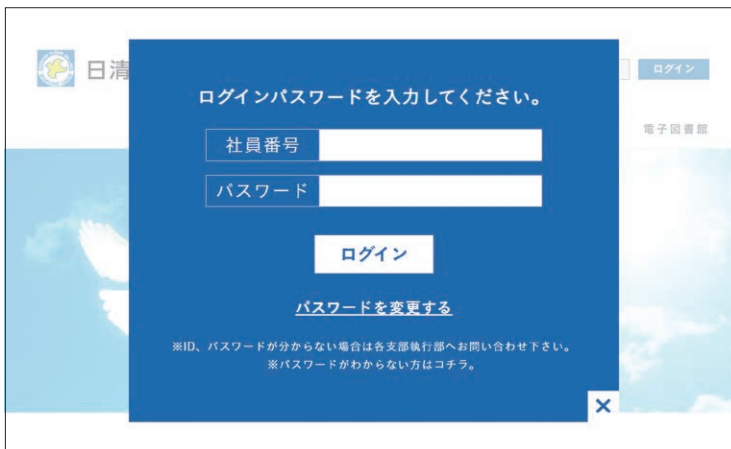 日清
ログイン
電子図書館
ログインパスワードを入力してください。
社員番号
パスワード
ログイン
パスワードを変更する
※ID、パスワードが分からない場合は各支部執行部へお問い合わせ下さい。
※パスワードがわからない方はコチラ。
×